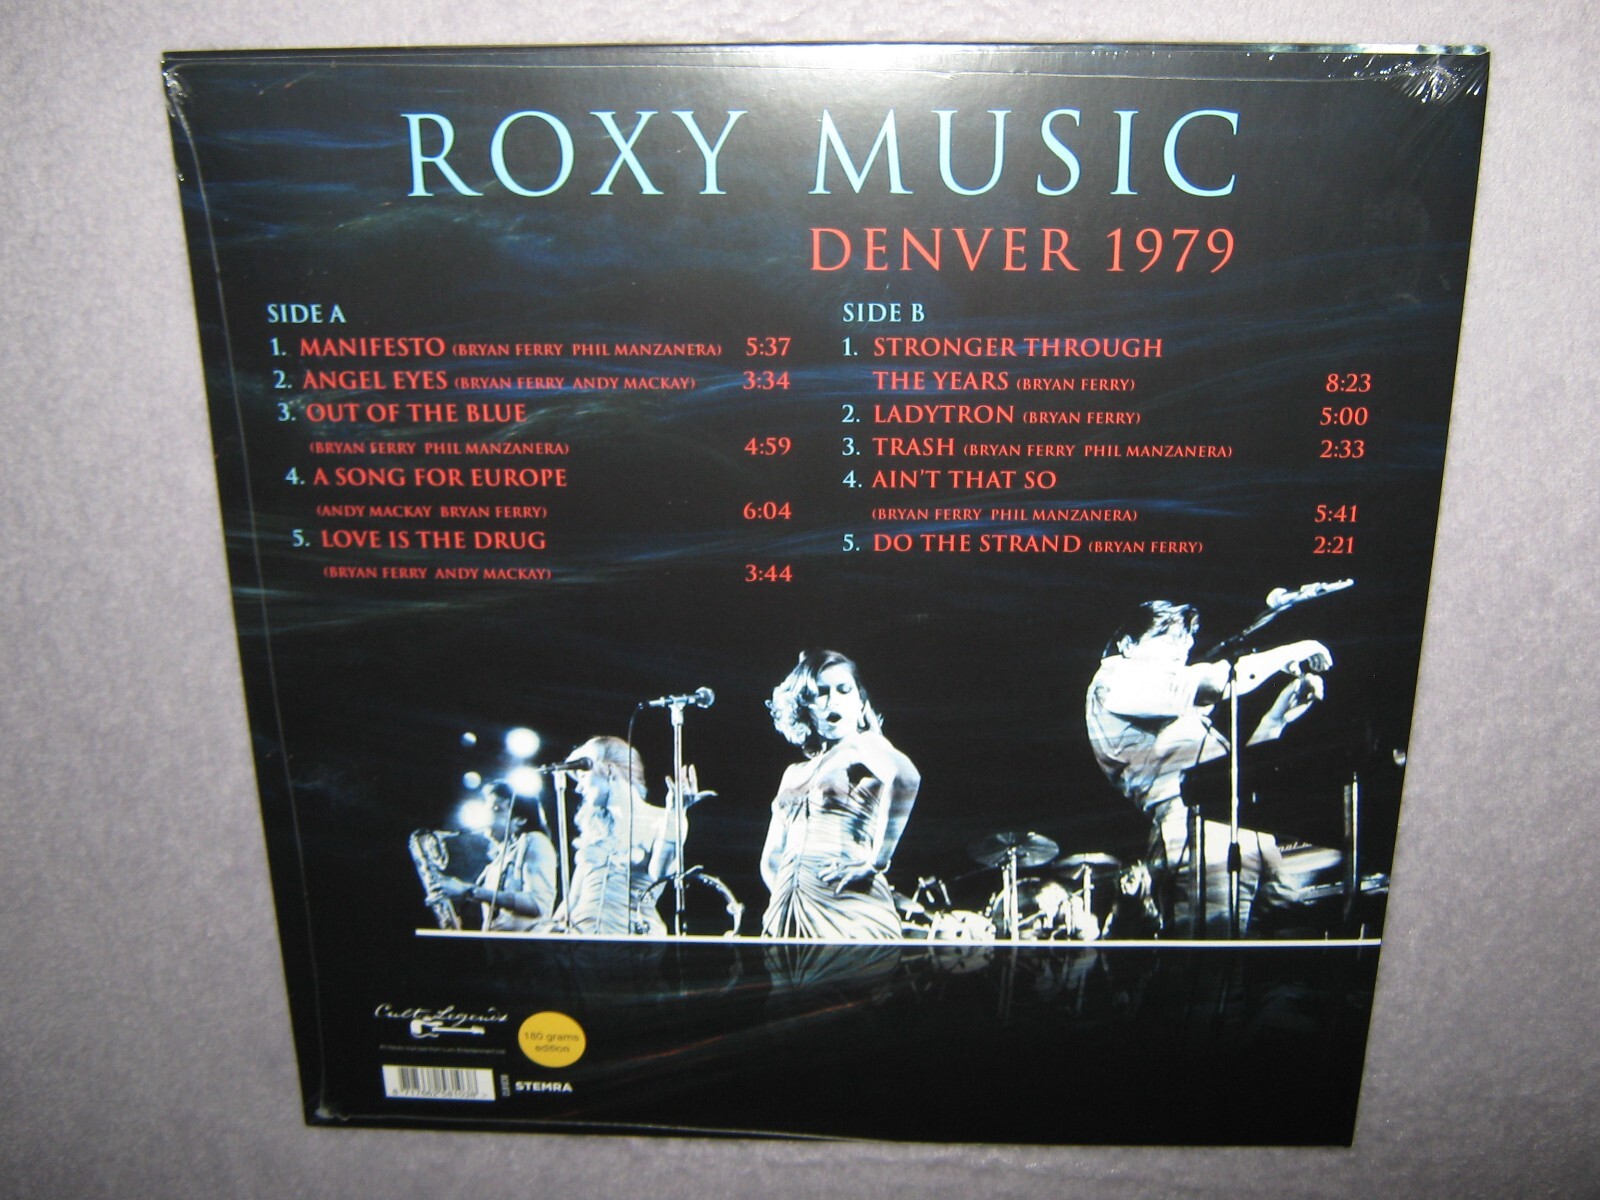 ROXY MUSIC
DENVER 1979
SIDE A
1. MANIFESTO (BRYAN FERRY PHIL MANZANERA) 5:37
2. ANGEL EYES (BRYAN FERRY ANDY MACKAY) 3:34
3. OUT OF THE BLUE
(BRYAN FERRY PHIL MANZANERA) 4:59
4. A SONG FOR EUROPE
(ANDY MACKAY BRYAN FERRY) 6:04
5. LOVE IS THE DRUG
(BRYAN FERRY ANDY MACKAY) 3:44
SIDE B
1. STRONGER THROUGH
THE YEARS (BRYAN FERRY) 8:23
2. LADYTRON (BRYAN FERRY) 5:00
3. TRASH (BRYAN FERRY PHIL MANZANERA) 2:33
4. AIN'T THAT SO
(BRYAN FERRY PHIL MANZANERA) 5:41
5. DO THE STRAND (BRYAN FERRY) 2:21
Cult Legends
180 grams
edition
STEMRA
8 717662 581038 >